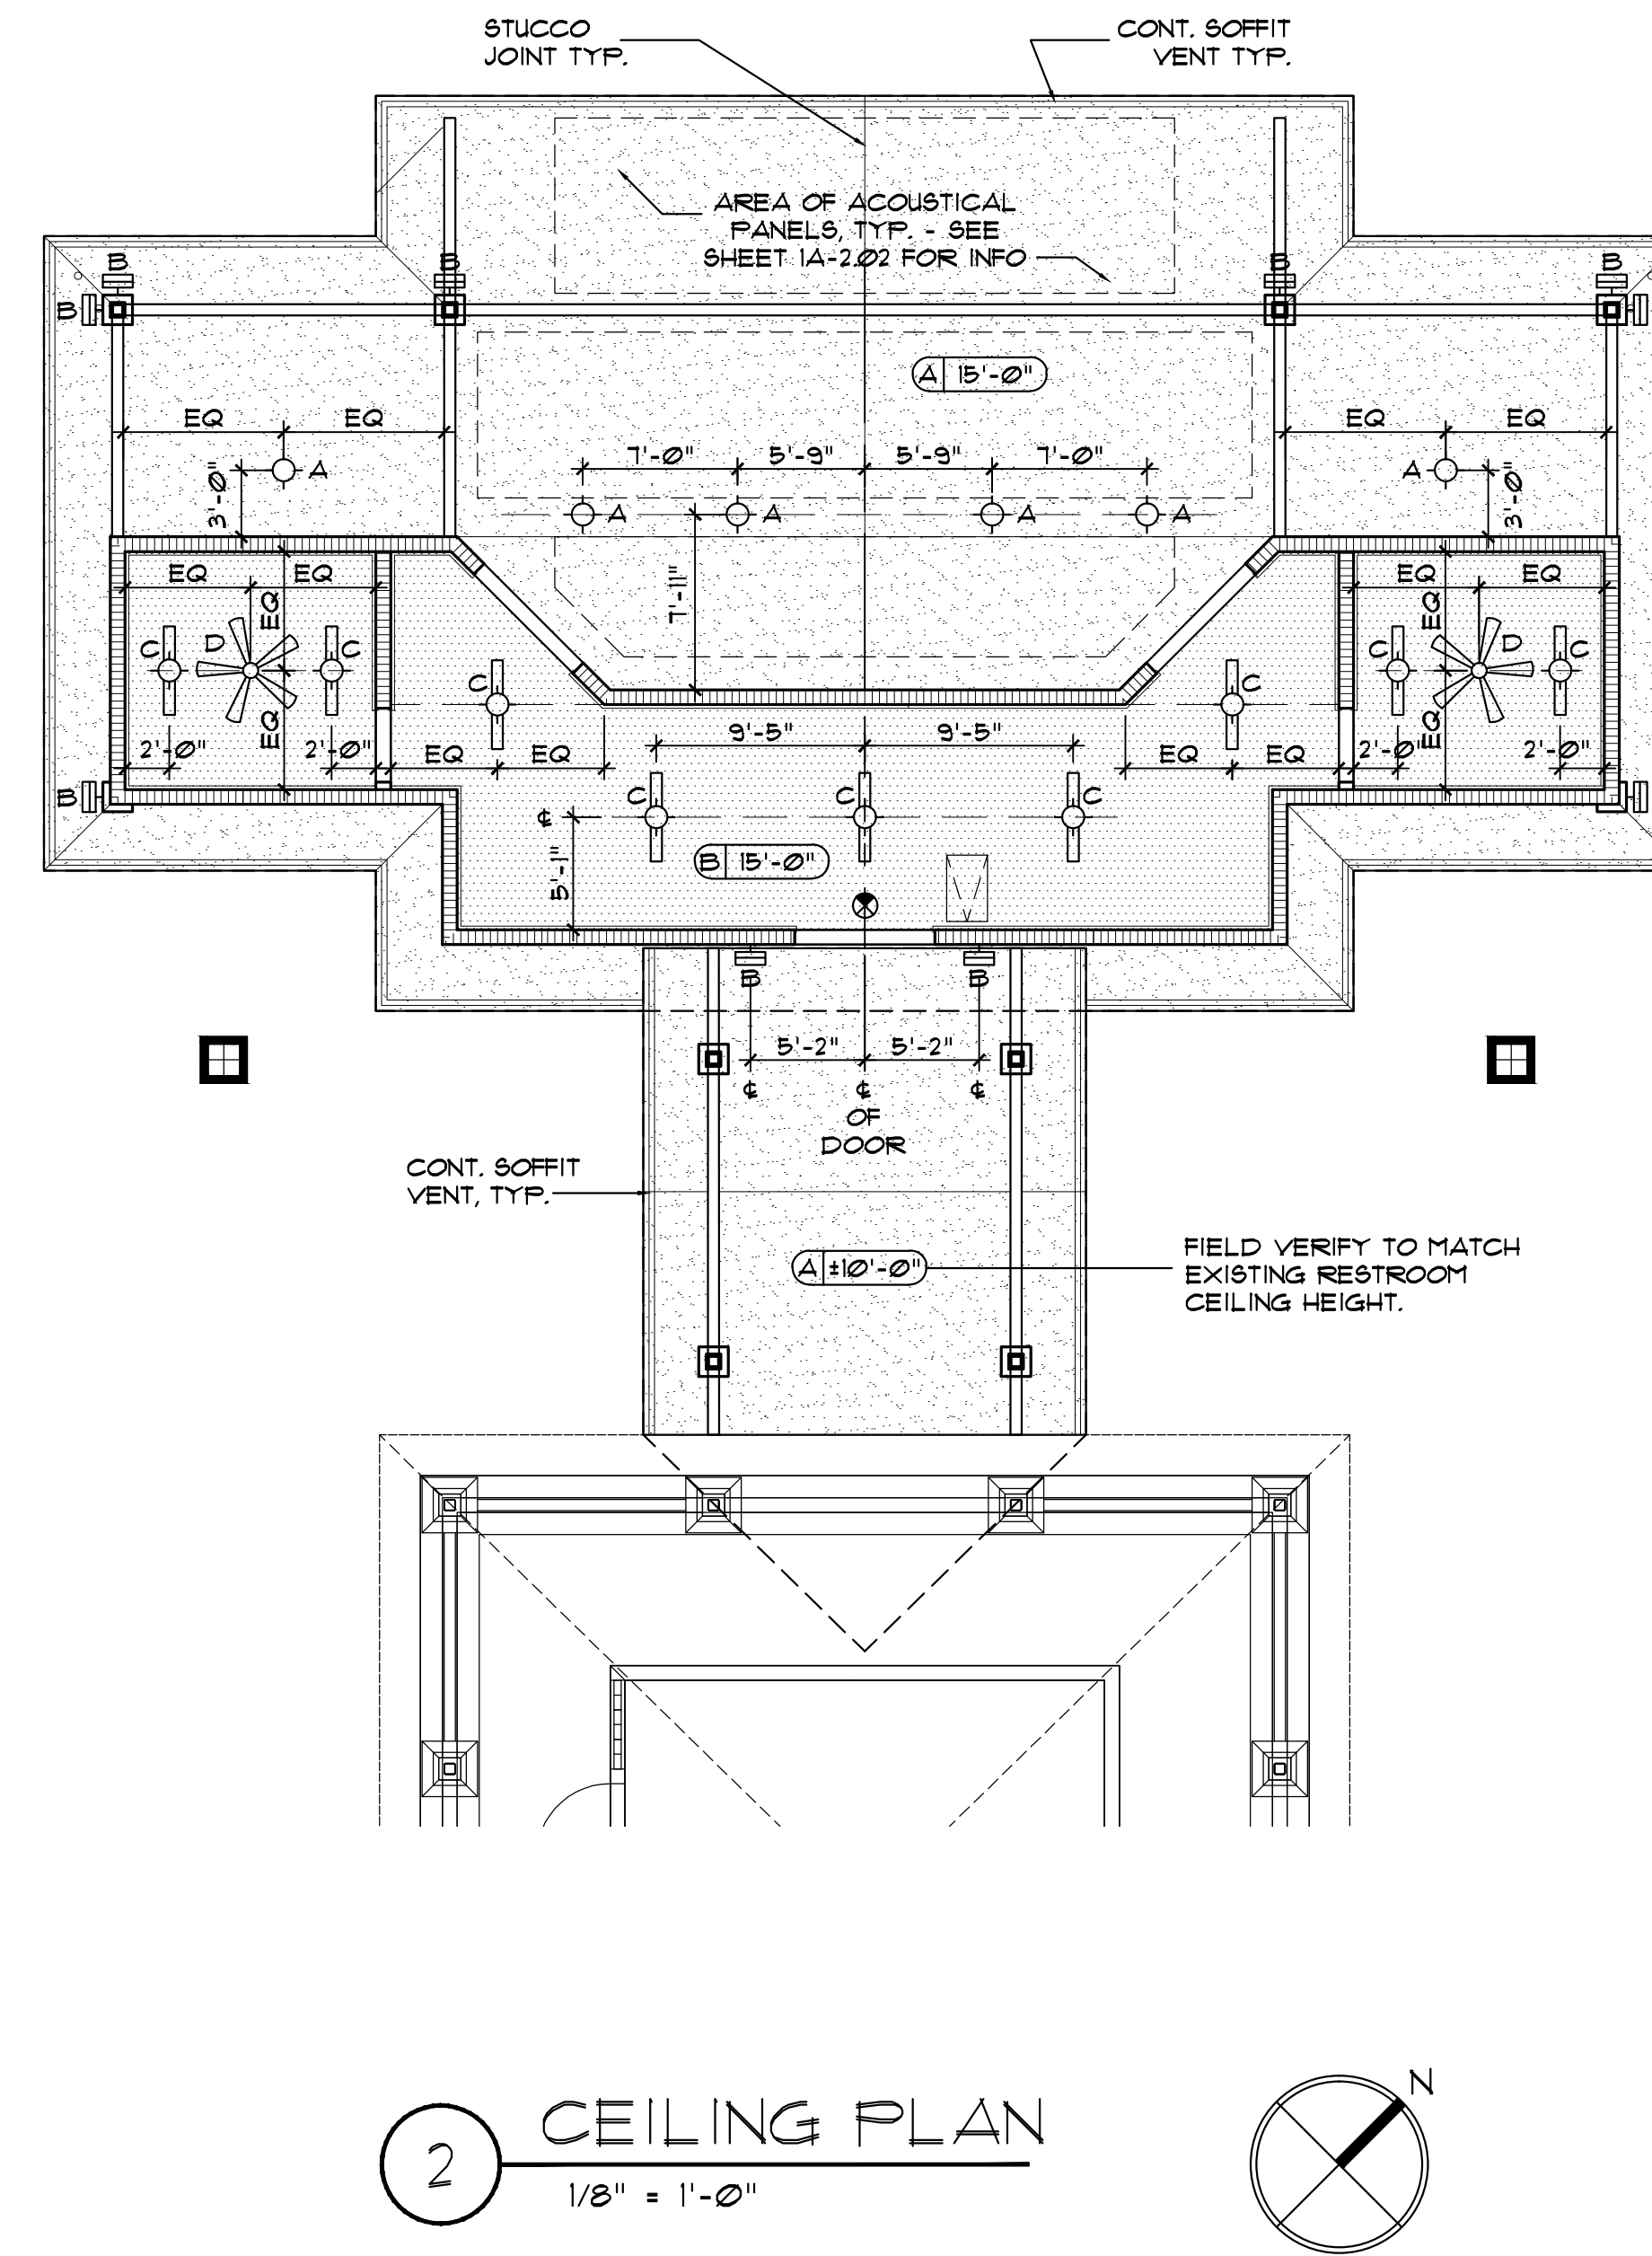 STUCCO
JOINT TYP.
CONT. SOFFIT
VENT TYP.
AREA OF ACOUSTICAL
PANELS, TYP. - SEE
SHEET 1A-2.02 FOR INFO
B B B B
B
A 15'-0"
EQ EQ EQ EQ
7'-0" 5'-9" 5'-9" 7'-0"
A A
3'-0" 3'-0"
A A A A
7'-11"
EQ EQ EQ EQ
EQ EQ
C D C C D C
C C
EQ EQ
9'-5" 9'-5"
2'-0" 2'-0" EQ EQ EQ EQ 2'-0" 2'-0"
B C C C
℄
5'-1"
B 15'-0"
B B
5'-2" 5'-2"
℄ ℄ ℄
OF
DOOR
CONT. SOFFIT
VENT, TYP.
A ±10'-0"
FIELD VERIFY TO MATCH
EXISTING RESTROOM
CEILING HEIGHT.
N
2
CEILING PLAN
1/8" = 1'-0"